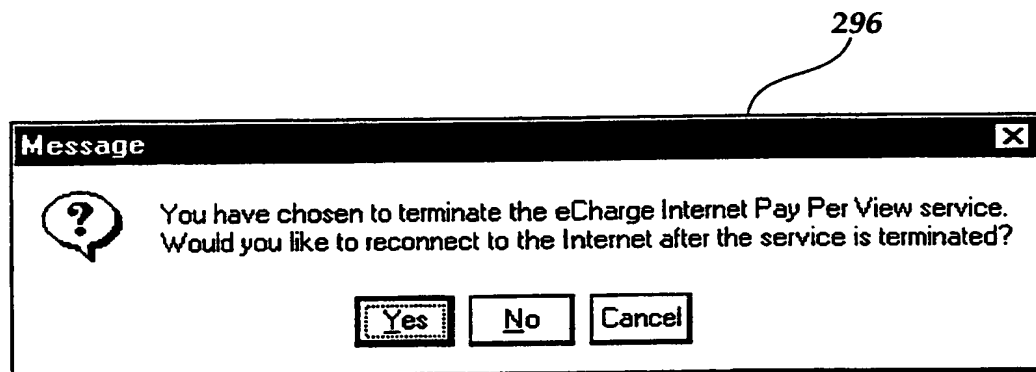 296
Message
You have chosen to terminate the eCharge Internet Pay Per View service.
Would you like to reconnect to the Internet after the service is terminated?
Yes No Cancel